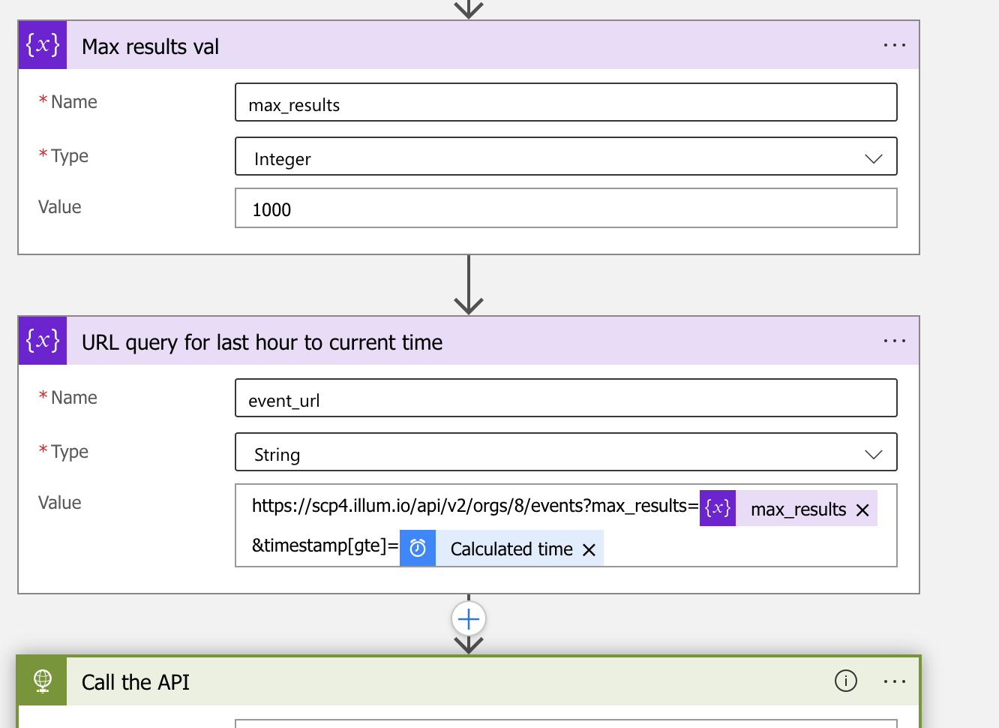 {x} Max results val ...
* Name max_results
* Type Integer
Value 1000
{x} URL query for last hour to current time ...
* Name event_url
* Type String
Value https://scp4.illum.io/api/v2/orgs/8/events?max_results= {x} max_results ×
&timestamp[gte]= Calculated time ×
Call the API i ...